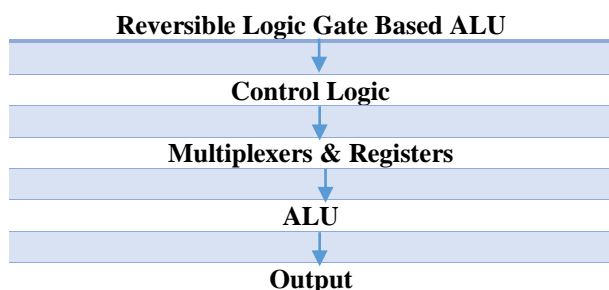 Reversible Logic Gate Based ALU
Control Logic
Multiplexers & Registers
ALU
Output